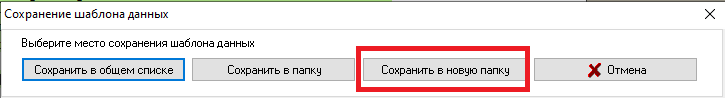 Сохранение шаблона данных
Выберите место сохранения шаблона данных
Сохранить в общем списке Сохранить в папку Сохранить в новую папку Отмена